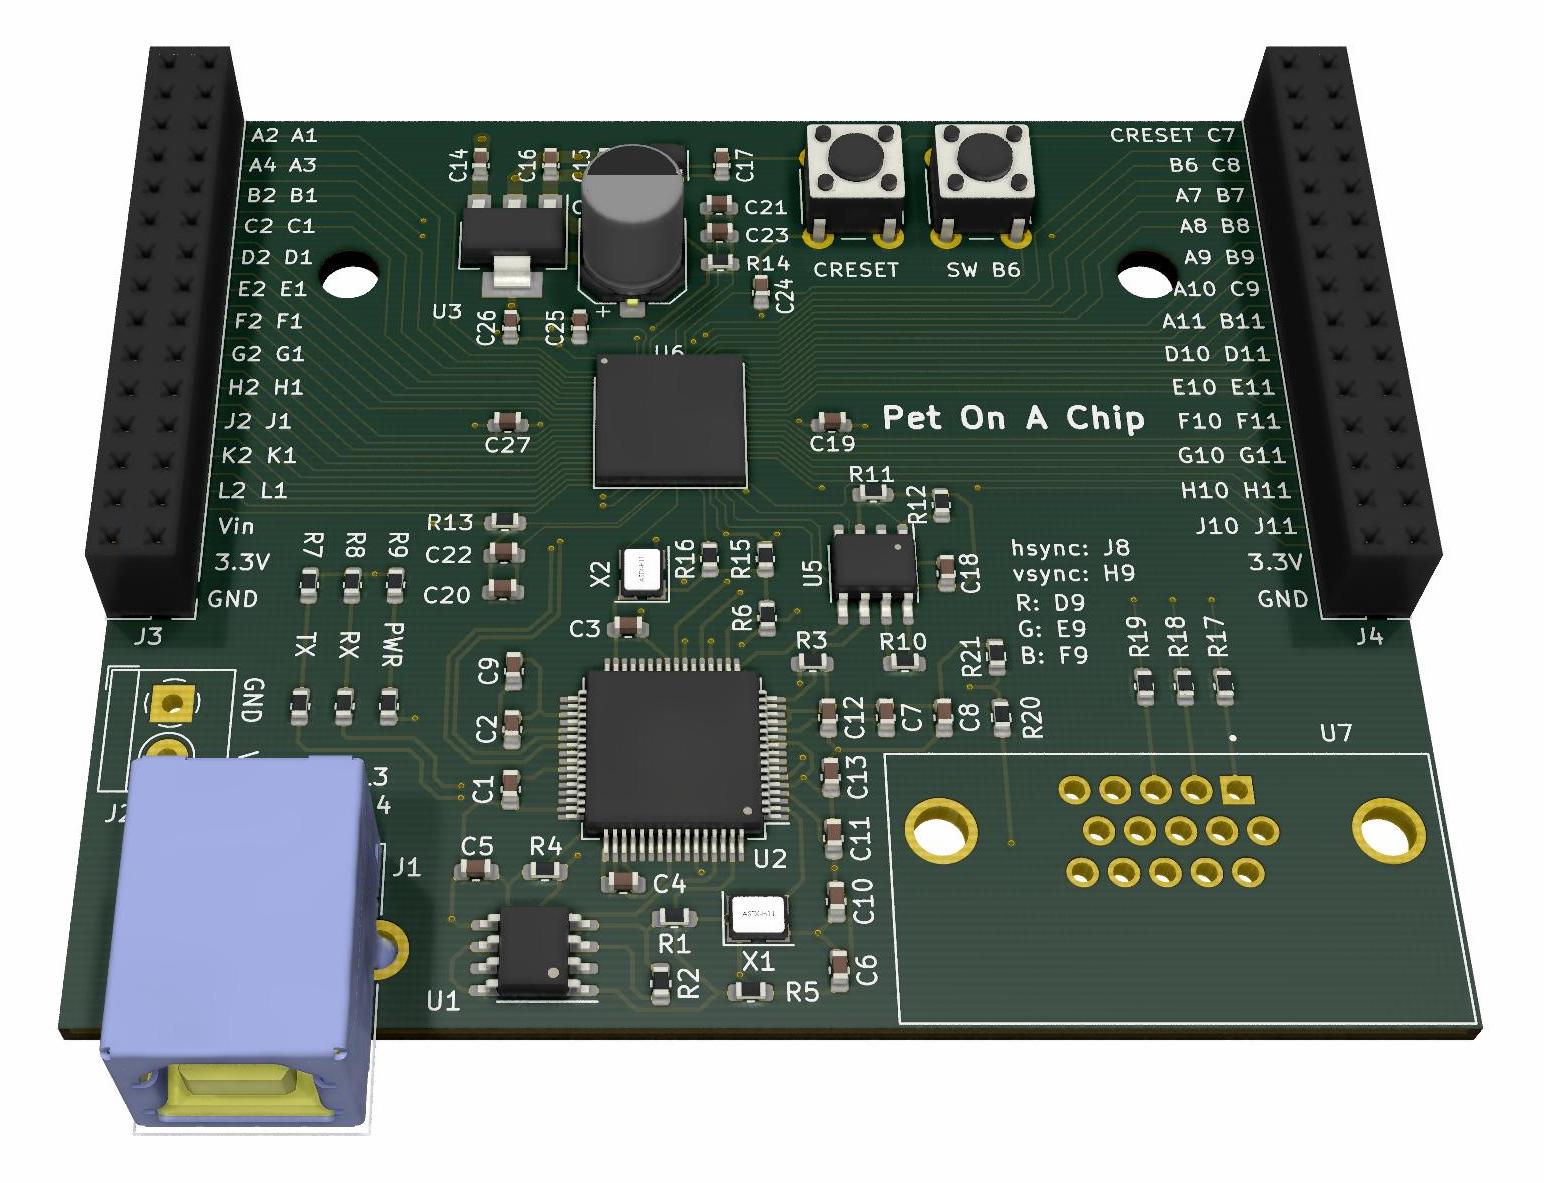 A2 A1
A4 A3
B2 B1
C2 C1
D2 D1
E2 E1
F2 F1
G2 G1
H2 H1
J2 J1
K2 K1
L2 L1
Vin
3.3V
GND
J3
CRESET C7
B6 C8
A7 B7
A8 B8
A9 B9
A10 C9
A11 B11
D10 D11
E10 E11
F10 F11
G10 G11
H10 H11
J10 J11
3.3V
GND
J4
C14
C16
C15
C17
C21
C23
R14
C24
U3
C26
C25
+
CRESET
SW B6
U6
C27
C19
Pet On A Chip
R13
C22
C20
X2
R16
R15
R6
C3
R11
R12
U5
C18
R3
R10
R21
R20
hsync: J8
vsync: H9
R: D9
G: E9
B: F9
R19
R18
R17
R7
R8
R9
TX
RX
PWR
GND
J2
J1
C9
C2
C1
C12
C7
C8
C13
C11
C10
C6
U2
C5
R4
C4
R1
R2
X1
R5
U1
U7